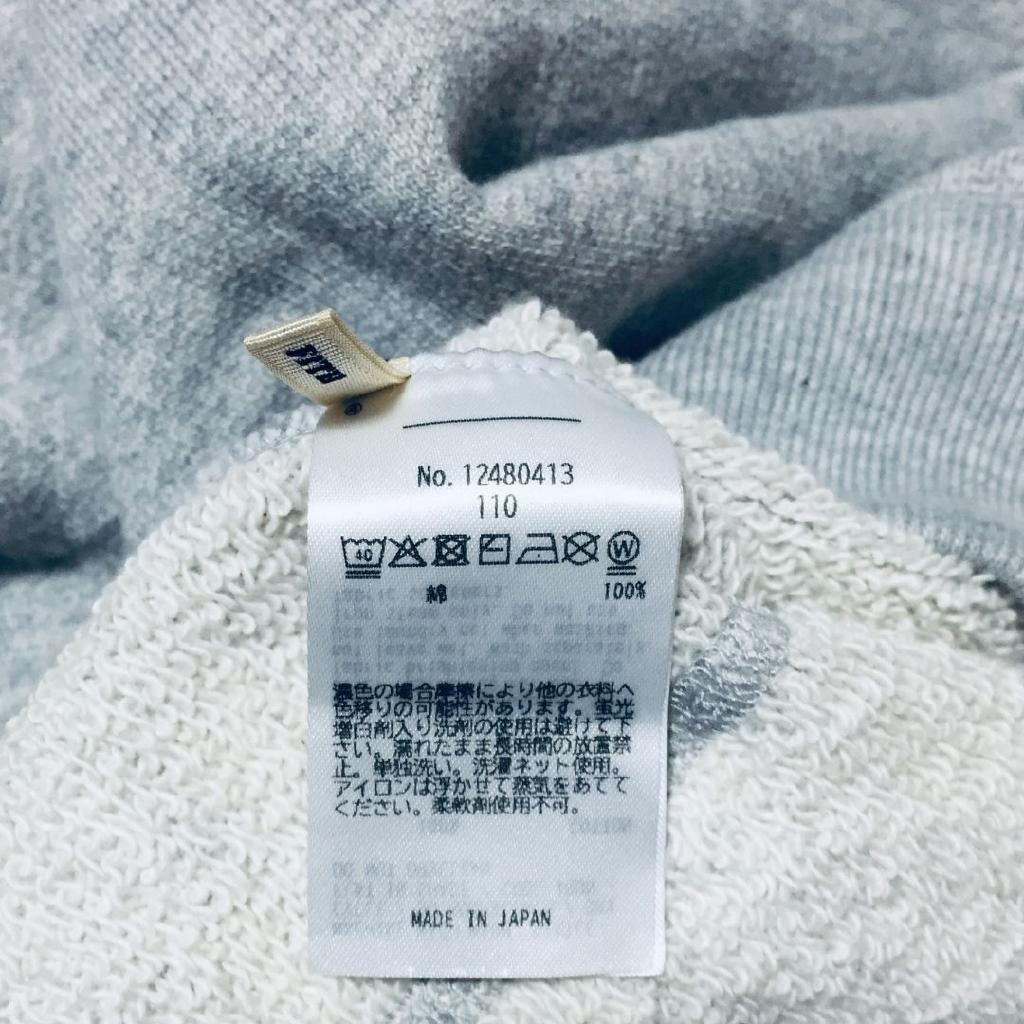 No. 12480413
110
40
W
綿 100%
濃色の場合摩擦により他の衣料へ
色移りの可能性があります。蛍光
増白剤入り洗剤の使用は避けて下
さい。濡れたまま長時間の放置禁
止。単独洗い。洗濯ネット使用。
アイロンは浮かせて蒸気をあてて
ください。柔軟剤使用不可。
MADE IN JAPAN